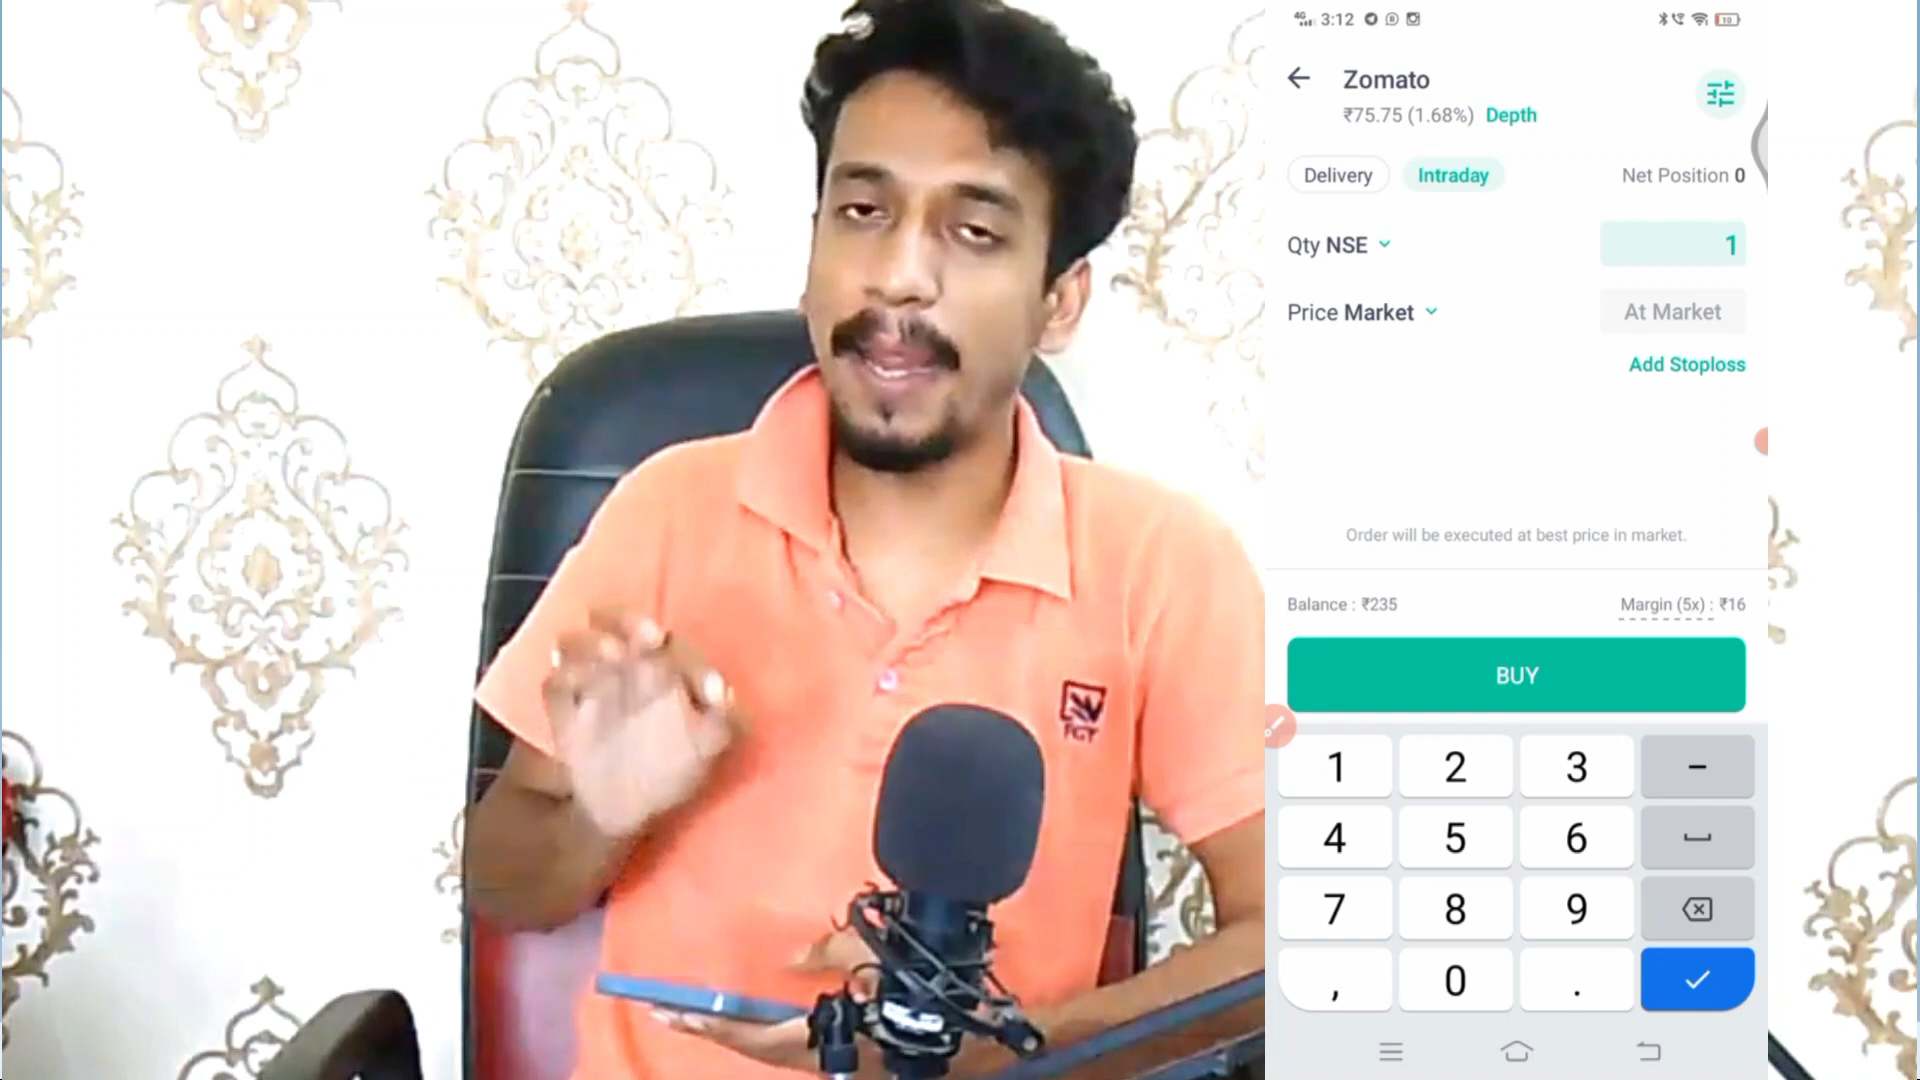 4G 3:12
10
Zomato
₹75.75 (1.68%) Depth
Delivery Intraday Net Position 0
Qty NSE 1
Price Market At Market
Add Stoploss
Order will be executed at best price in market.
Balance : ₹235 Margin (5x) : ₹16
BUY
1 2 3 -
4 5 6
7 8 9
, 0 .